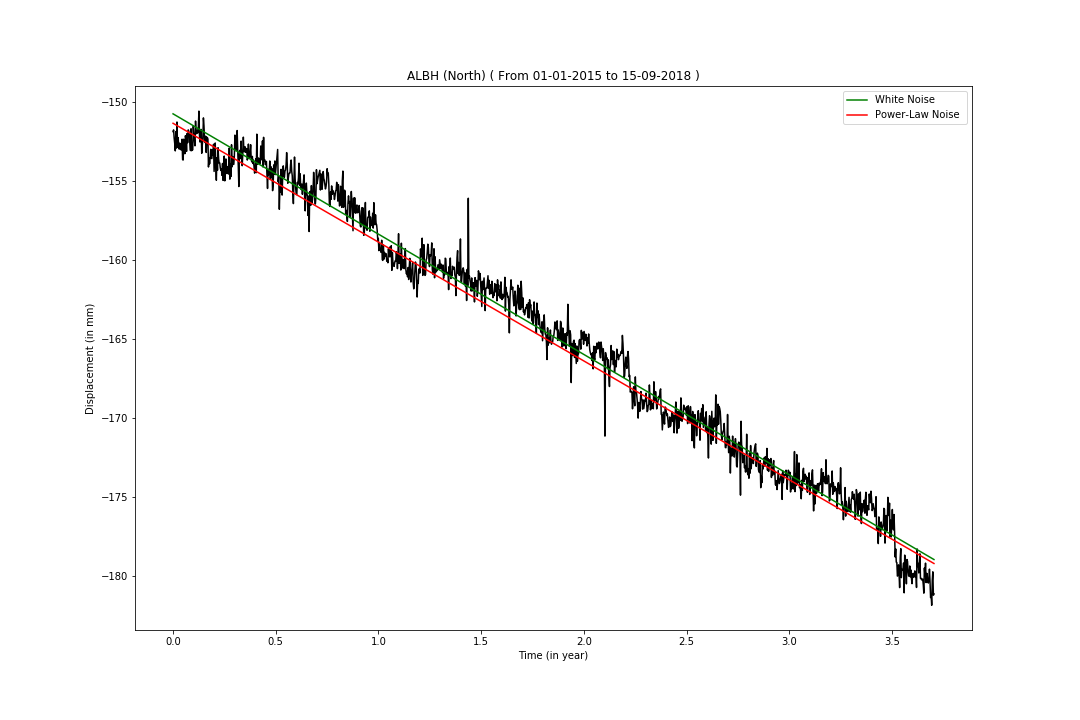 ALBH (North) ( From 01-01-2015 to 15-09-2018 )
White Noise
Power-Law Noise
−150
−155
−160
−165
−170
−175
−180
Displacement (in mm)
0.0 0.5 1.0 1.5 2.0 2.5 3.0 3.5
Time (in year)